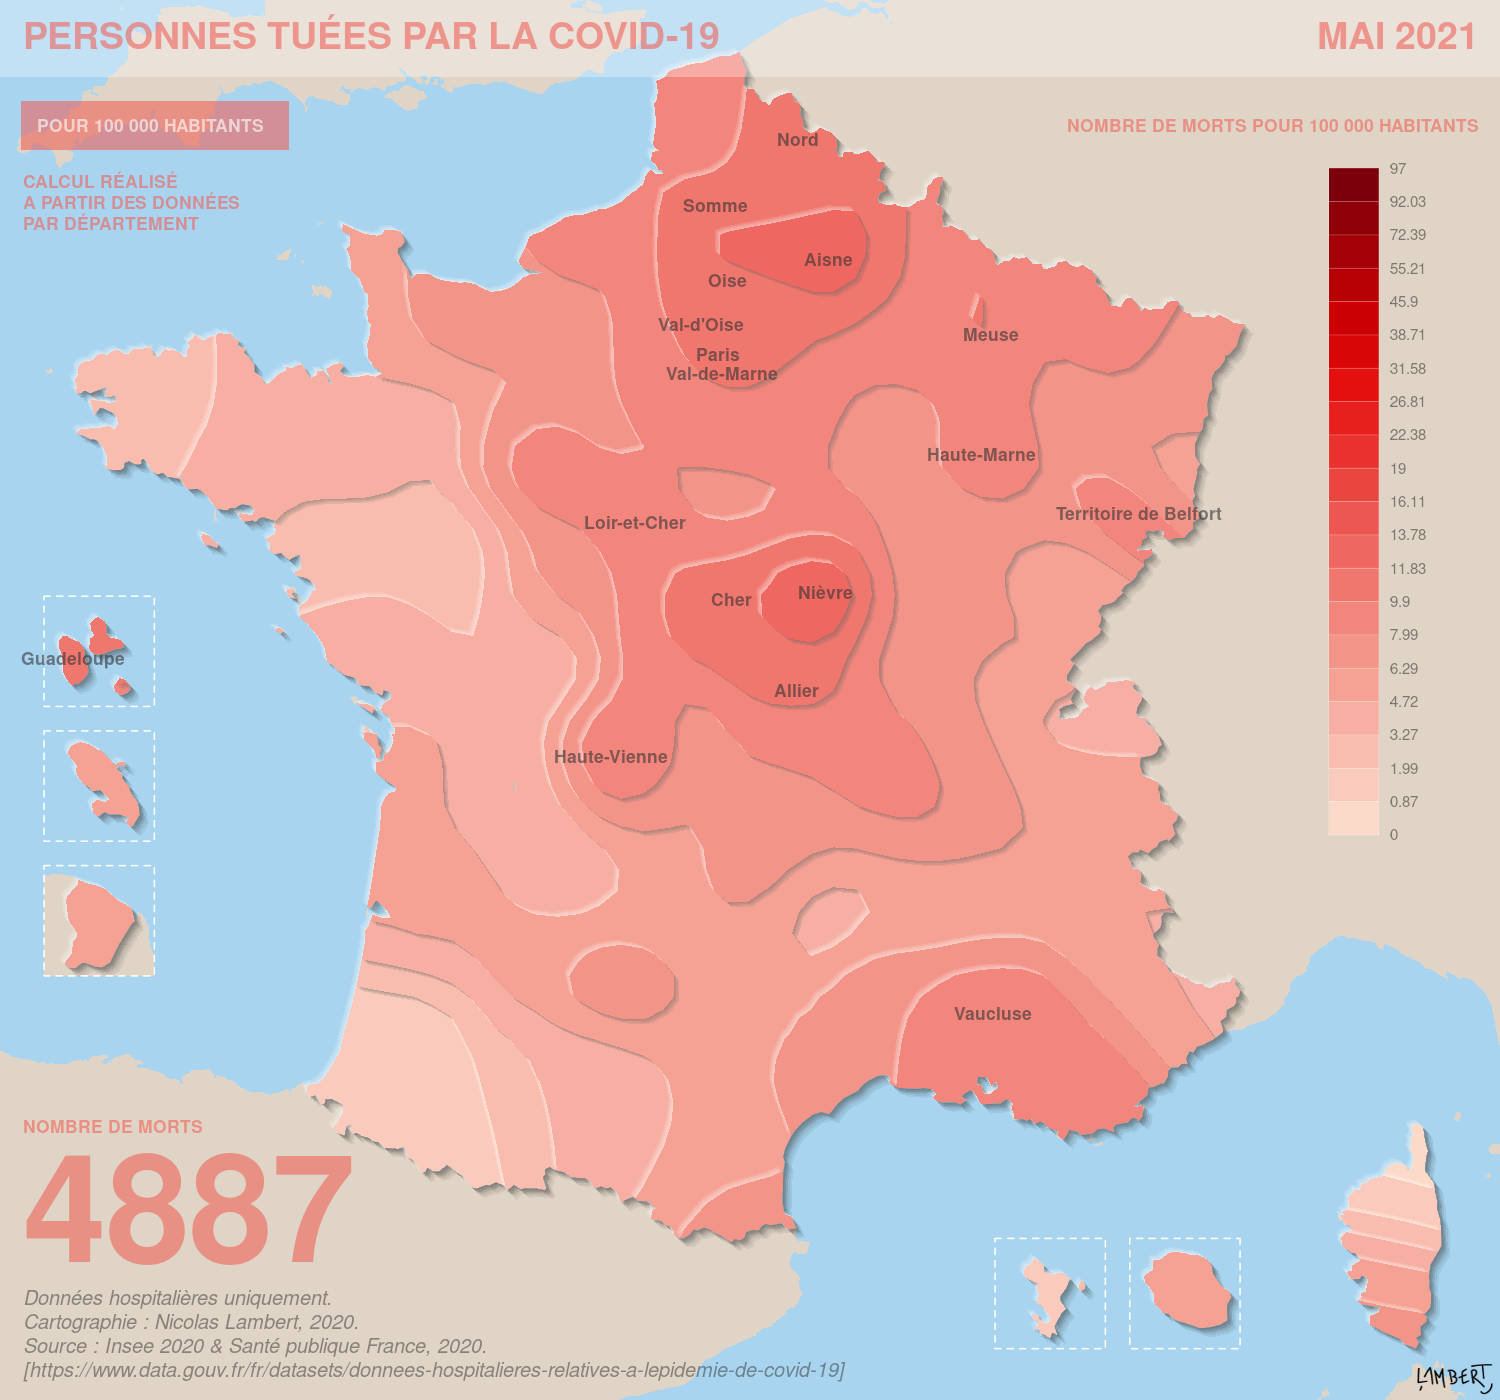 PERSONNES TUÉES PAR LA COVID-19
MAI 2021
POUR 100 000 HABITANTS
CALCUL RÉALISÉ
A PARTIR DES DONNÉES
PAR DÉPARTEMENT
NOMBRE DE MORTS POUR 100 000 HABITANTS
97
92.03
72.39
55.21
45.9
38.71
31.58
26.81
22.38
19
16.11
13.78
11.83
9.9
7.99
6.29
4.72
3.27
1.99
0.87
0
Nord
Somme
Aisne
Oise
Val-d'Oise
Meuse
Paris
Val-de-Marne
Haute-Marne
Territoire de Belfort
Loir-et-Cher
Cher
Nièvre
Guadeloupe
Allier
Haute-Vienne
Vaucluse
NOMBRE DE MORTS
4887
Données hospitalières uniquement.
Cartographie : Nicolas Lambert, 2020.
Source : Insee 2020 & Santé publique France, 2020.
[https://www.data.gouv.fr/fr/datasets/donnees-hospitalieres-relatives-a-lepidemie-de-covid-19]
LAMBERT